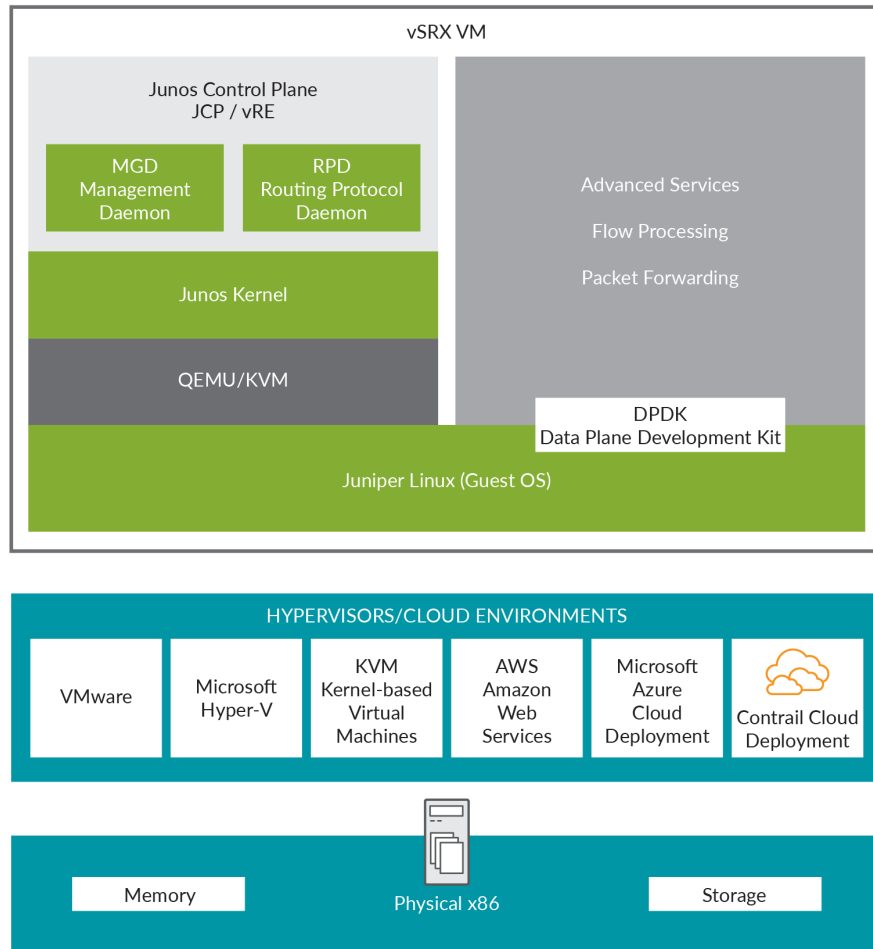 vSRX VM
Junos Control Plane
JCP / vRE
MGD
Management
Daemon
RPD
Routing Protocol
Daemon
Junos Kernel
QEMU/KVM
Advanced Services
Flow Processing
Packet Forwarding
DPDK
Data Plane Development Kit
Juniper Linux (Guest OS)
HYPERVISORS/CLOUD ENVIRONMENTS
VMware
Microsoft
Hyper-V
KVM
Kernel-based
Virtual
Machines
AWS
Amazon
Web
Services
Microsoft
Azure
Cloud
Deployment
Contrail Cloud
Deployment
Memory
Physical x86
Storage